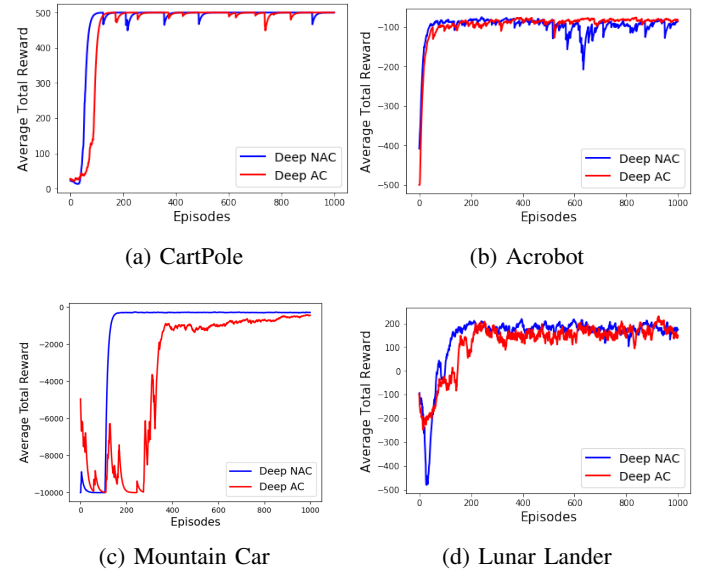 500
400
300
200
100
0
Average Total Reward
Deep NAC
Deep AC
0
200
400
600
800
1000
Episodes
(a) CartPole
−100
−200
−300
−400
−500
Average Total Reward
Deep NAC
Deep AC
0
200
400
600
800
1000
Episodes
(b) Acrobot
0
−2000
−4000
−6000
−8000
−10000
Average Total Reward
Deep NAC
Deep AC
0
200
400
600
800
1000
Episodes
(c) Mountain Car
200
100
0
−100
−200
−300
−400
−500
Average Total Reward
Deep NAC
Deep AC
0
200
400
600
800
1000
Episodes
(d) Lunar Lander